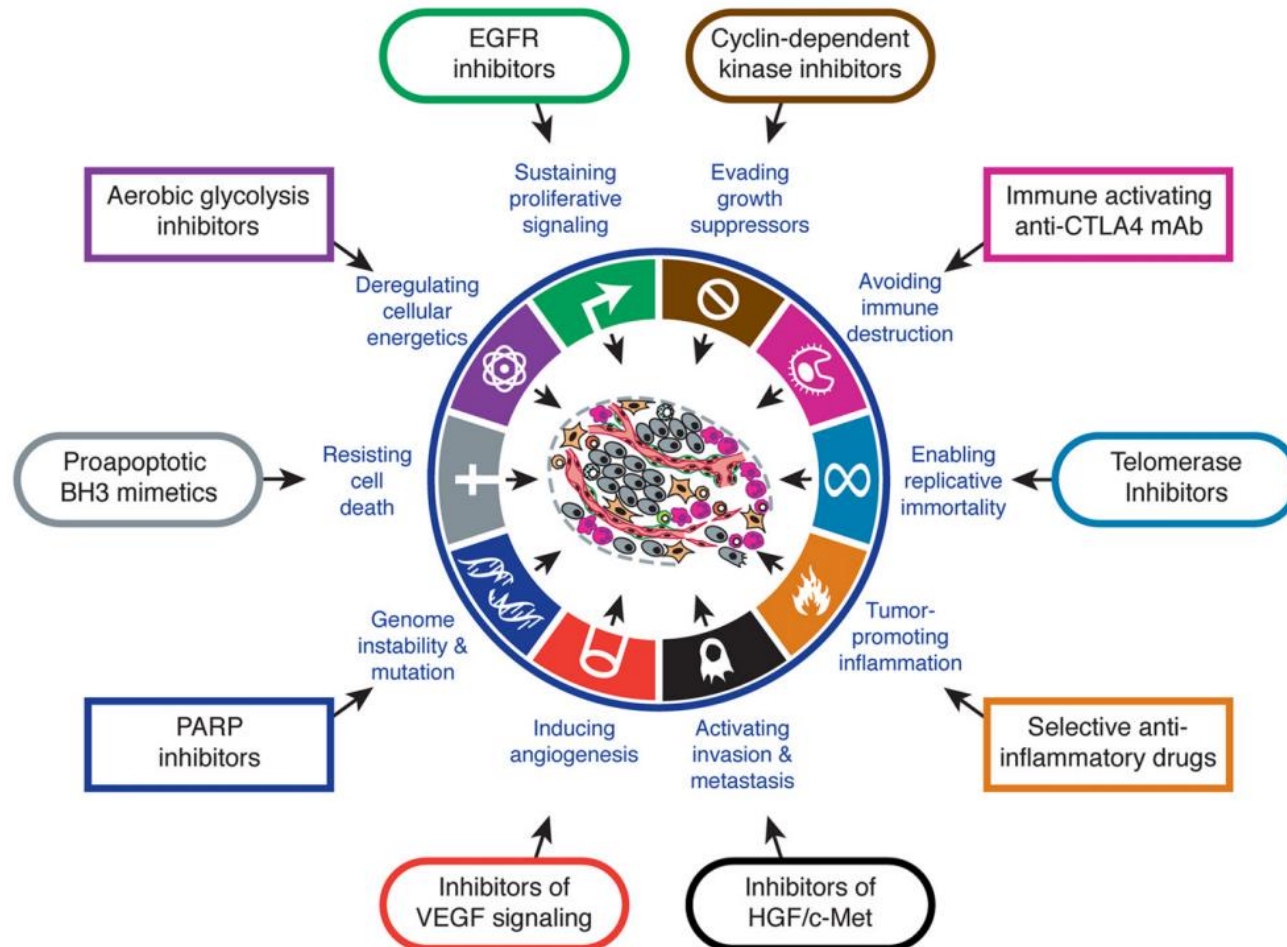 EGFR
inhibitors
Cyclin-dependent
kinase inhibitors
Sustaining
proliferative
signaling
Evading
growth
suppressors
Aerobic glycolysis
inhibitors
Immune activating
anti-CTLA4 mAb
Deregulating
cellular
energetics
Avoiding
immune
destruction
Proapoptotic
BH3 mimetics
Resisting
cell
death
Enabling
replicative
immortality
Telomerase
Inhibitors
Genome
instability &
mutation
Tumor-
promoting
inflammation
PARP
inhibitors
Inducing
angiogenesis
Activating
invasion &
metastasis
Selective anti-
inflammatory drugs
Inhibitors of
VEGF signaling
Inhibitors of
HGF/c-Met